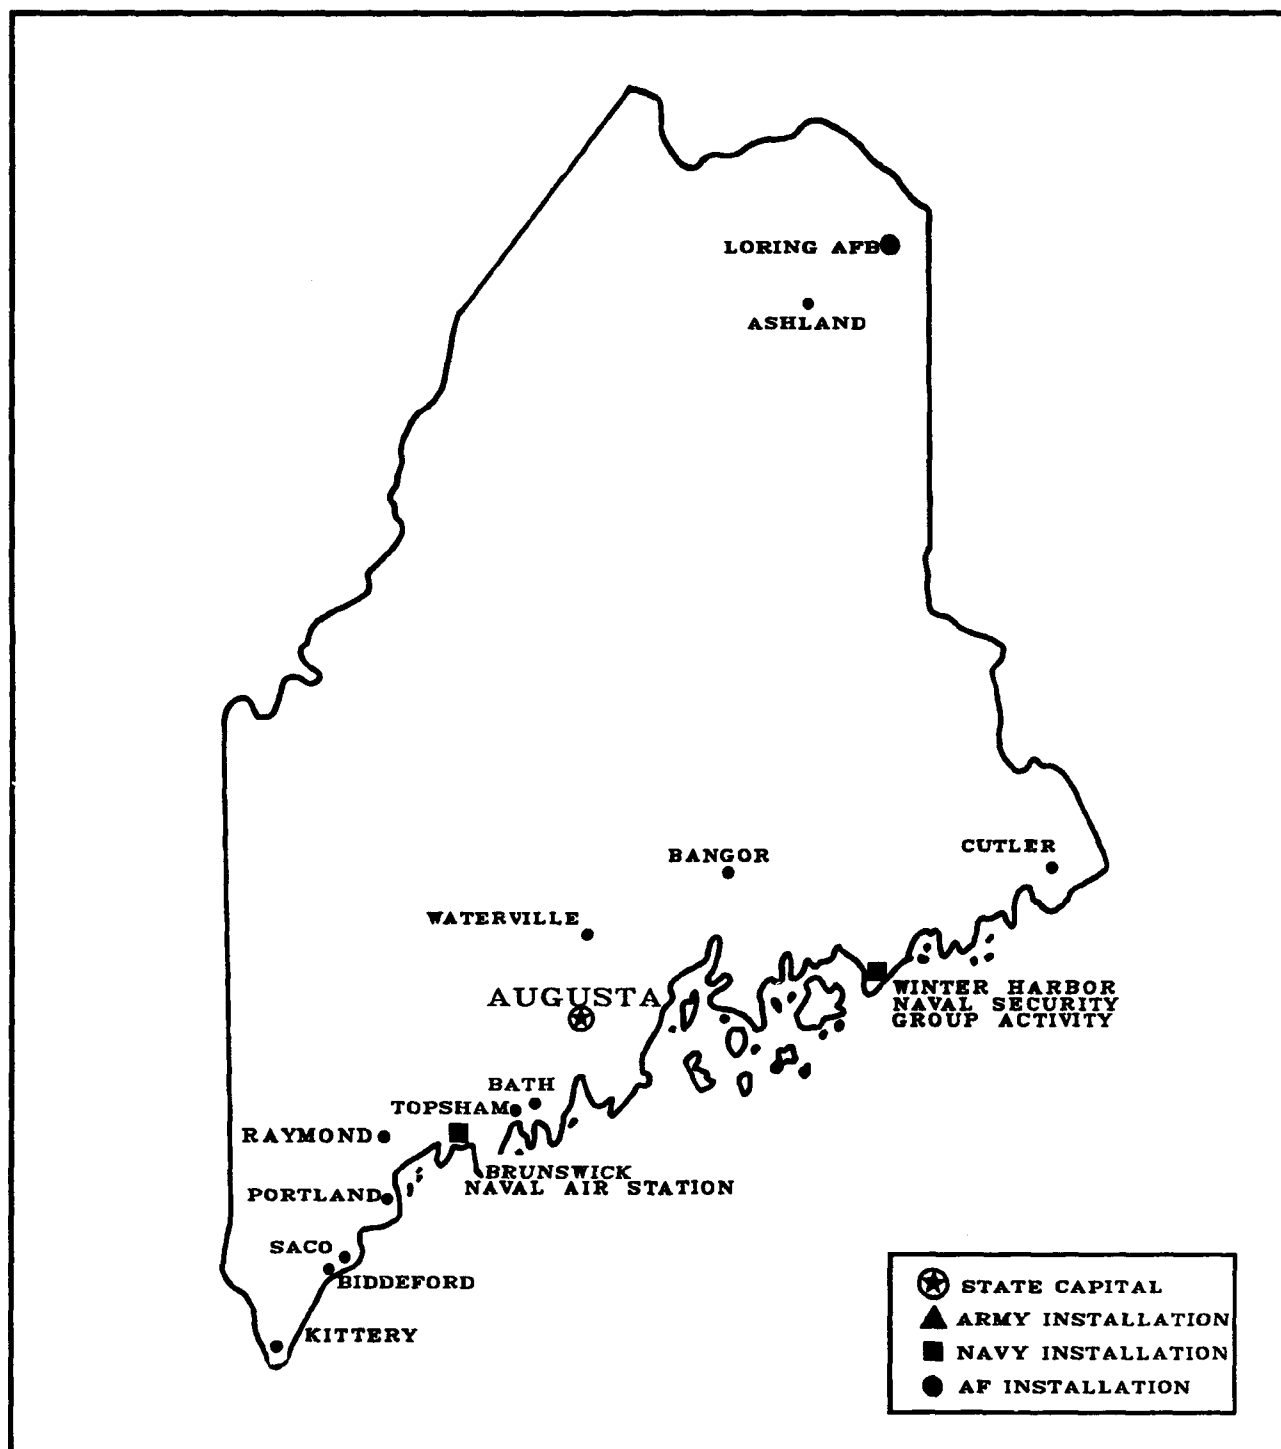 LORING AFB
ASHLAND
BANGOR
CUTLER
WATERVILLE
AUGUSTA
WINTER HARBOR
NAVAL SECURITY
GROUP ACTIVITY
BATH
TOPSHAM
RAYMOND
BRUNSWICK
NAVAL AIR STATION
PORTLAND
SACO
BIDDEFORD
KITTERY
STATE CAPITAL
ARMY INSTALLATION
NAVY INSTALLATION
AF INSTALLATION